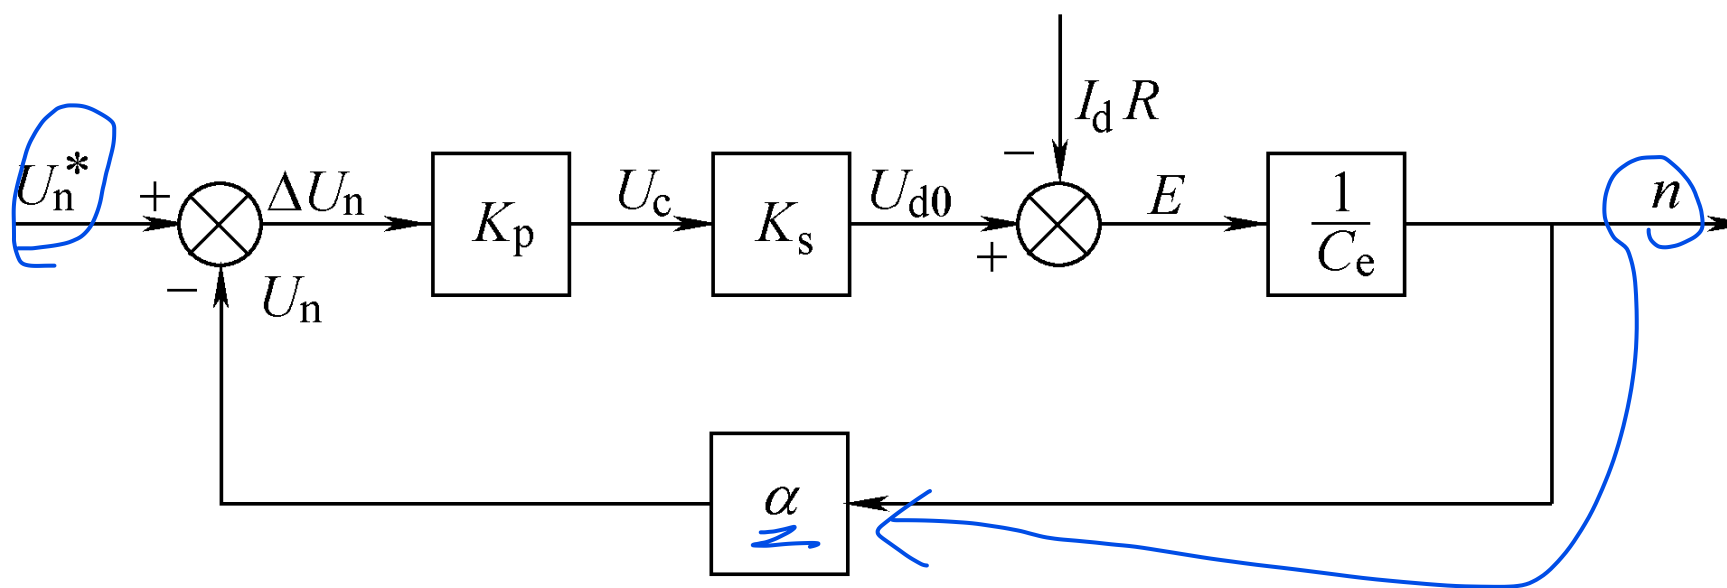 I_d R
U_n^* + ΔU_n K_p U_c K_s U_d0 + − E 1/C_e n
− U_n
α